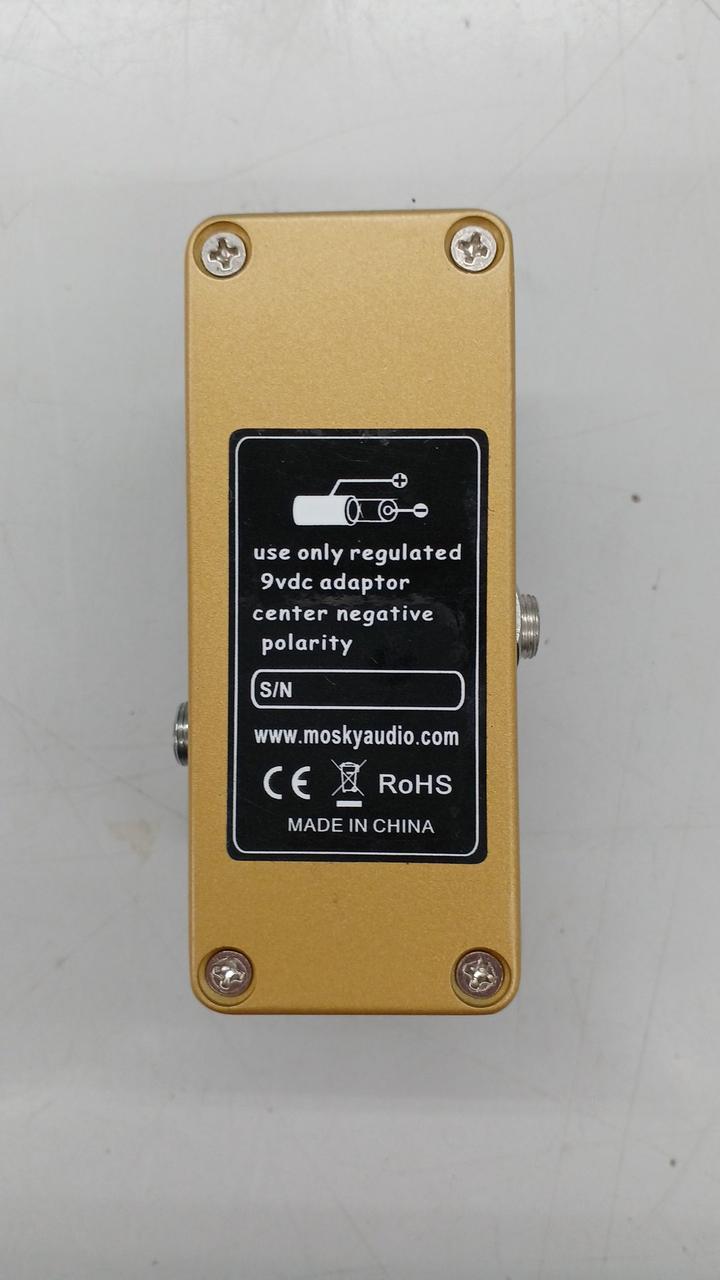 +
-
use only regulated
9vdc adaptor
center negative
polarity
S/N
www.moskyaudio.com
CE RoHS
MADE IN CHINA